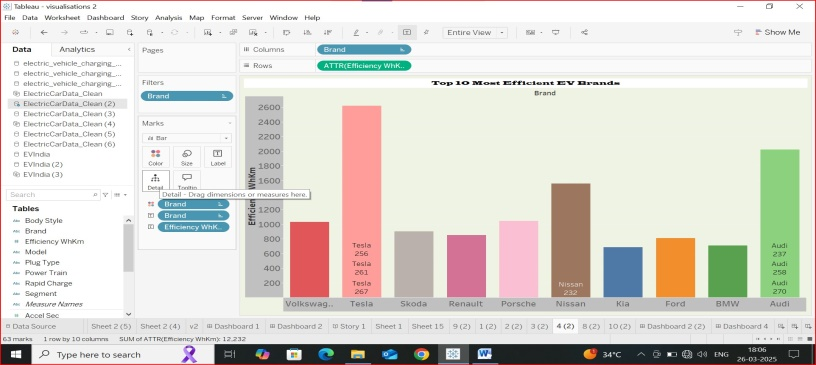 Tableau - visualisations 2
File Data Worksheet Dashboard Story Analysis Map Format Server Window Help
Entire View
Show Me
Data Analytics
electric_vehicle_charging_...
electric_vehicle_charging_...
electric_vehicle_charging_...
ElectricCarData_Clean
ElectricCarData_Clean (2)
ElectricCarData_Clean (3)
ElectricCarData_Clean (4)
ElectricCarData_Clean (5)
ElectricCarData_Clean (6)
EVIndia
EVIndia (2)
EVIndia (3)
Search
Tables
Abc Body Style
Abc Brand
Efficiency WhKm
Abc Model
Abc Plug Type
Abc Power Train
Abc Rapid Charge
Abc Segment
Abc Measure Names
Accel Sec
Pages
Filters
Brand
Marks
Bar
Color Size Label
Detail Tooltip
Detail - Drag dimensions or measures here.
Brand
Brand
Efficiency WhK..
Columns Brand
Rows ATTR(Efficiency WhK..
Top 10 Most Efficient EV Brands
Brand
Efficien WhKm
2600
2400
2200
2000
1800
1600
1200
1000
800
600
400
200
Tesla
256
Tesla
261
Tesla
267
Nissan
232
Audi
237
Audi
258
Audi
270
Volkswag.. Tesla Skoda Renault Porsche Nissan Kia Ford BMW Audi
Data Source Sheet 2 (5) Sheet 2 (4) v2 Dashboard 1 Dashboard 2 Story 1 Sheet 1 Sheet 15 9 (2) 1 (2) 2 (2) 3 (2) 4 (2) 8 (2) 10 (2) Dashboard 2 (2) Dashboard 4
63 marks 1 row by 10 columns SUM of ATTR(Efficiency WhKm): 12,232
Type here to search
34°C
ENG
18:06
26-03-2025